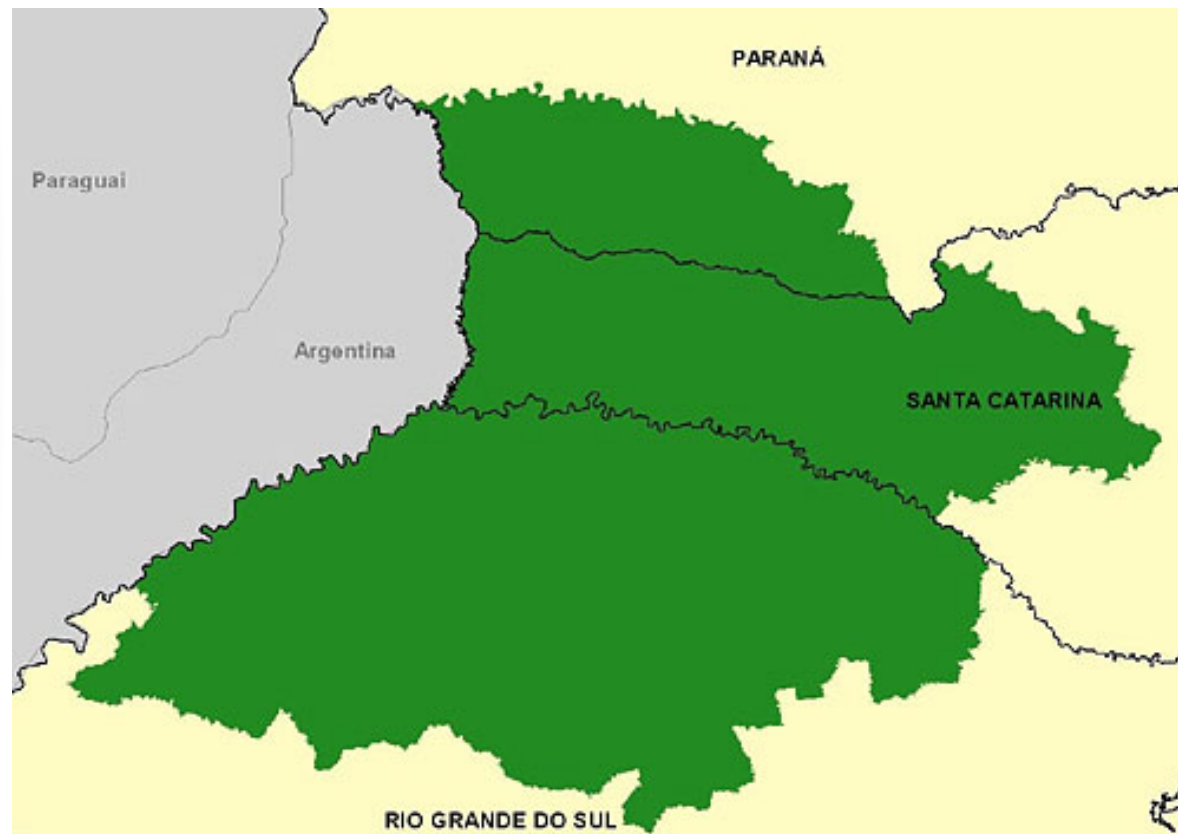 PARANÁ
Paraguai
Argentina
SANTA CATARINA
RIO GRANDE DO SUL